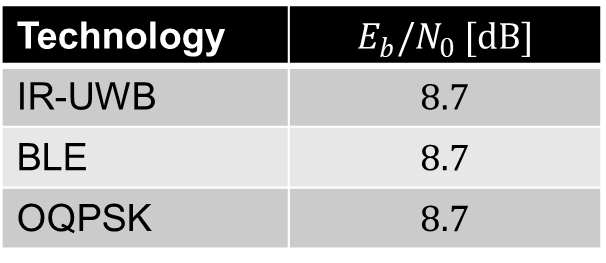 Technology E_b/N_0 [dB]
IR-UWB 8.7
BLE 8.7
OQPSK 8.7